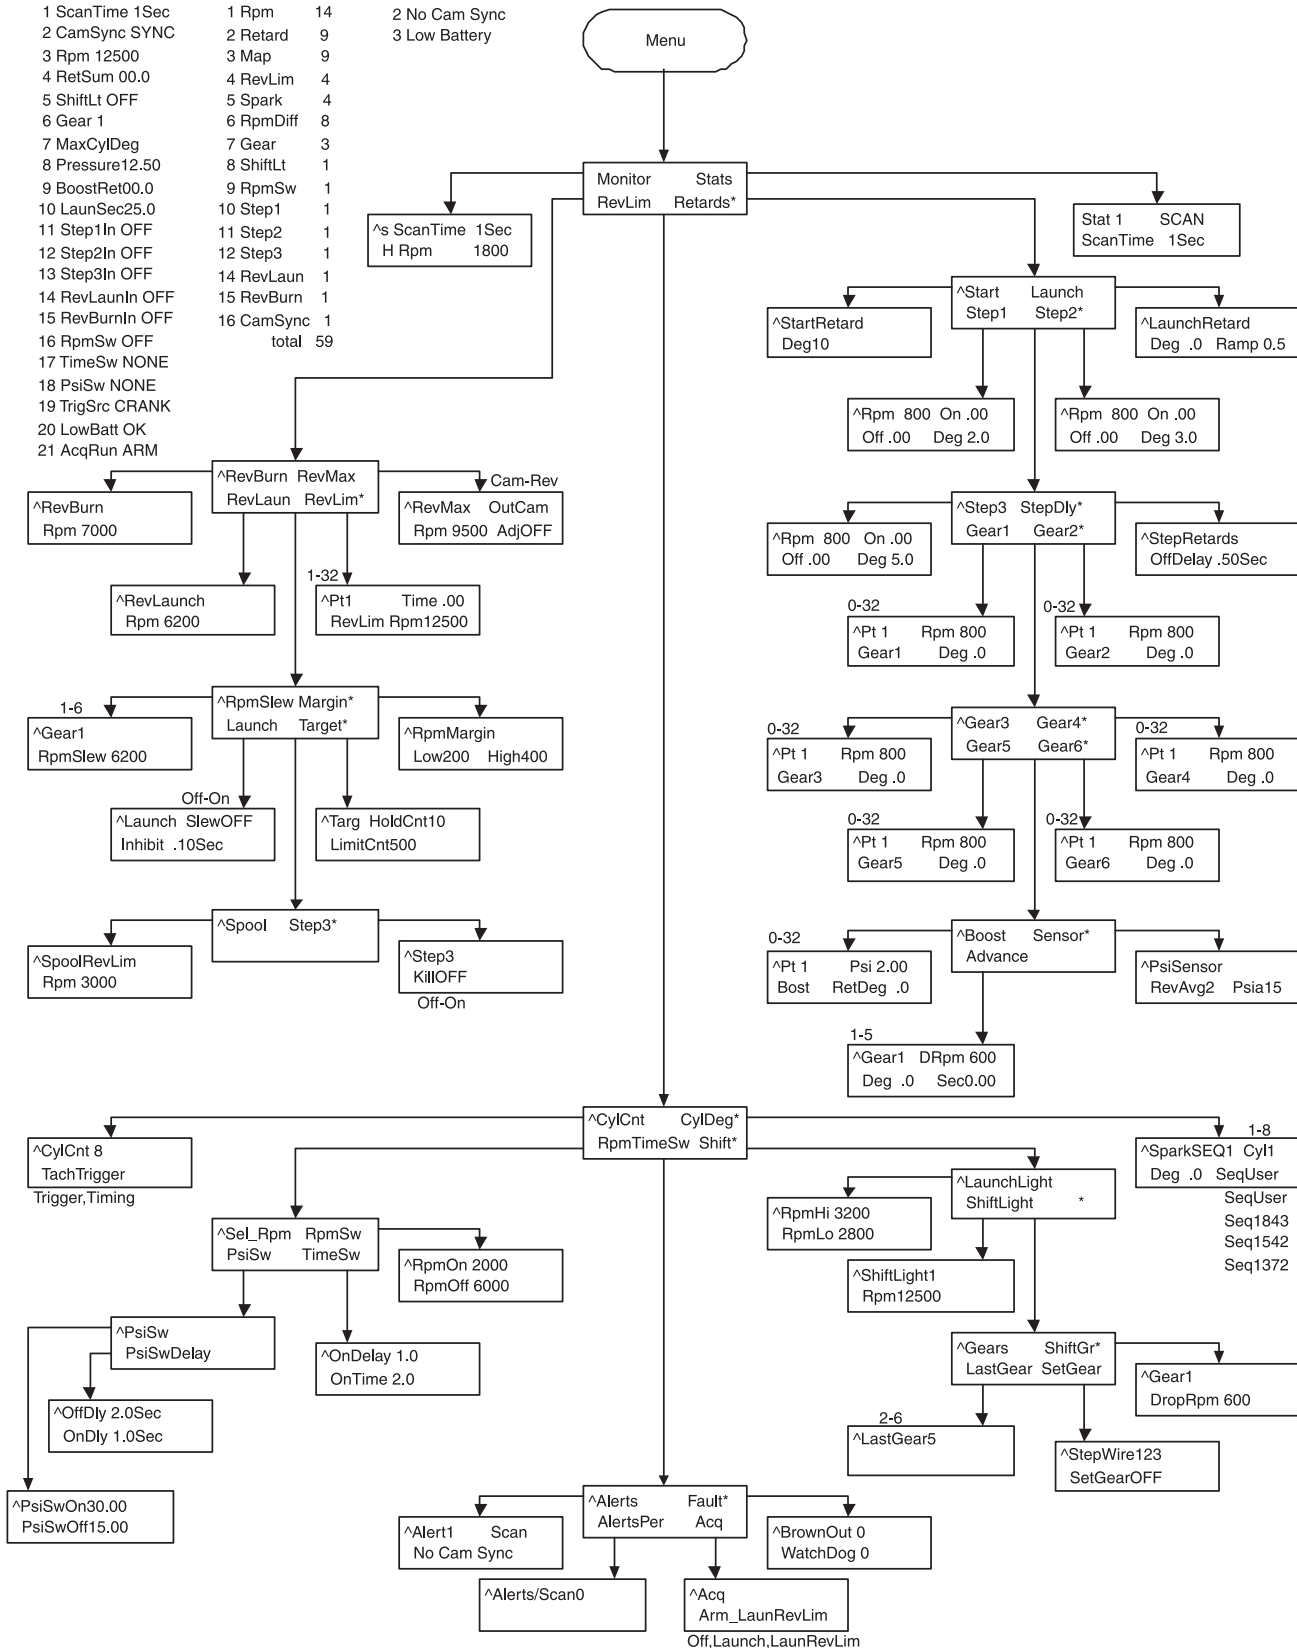 1 ScanTime 1Sec
2 CamSync SYNC
3 Rpm 12500
4 RetSum 00.0
5 ShiftLt OFF
6 Gear 1
7 MaxCylDeg
8 Pressure12.50
9 BoostRet00.0
10 LaunSec25.0
11 Step1In OFF
12 Step2In OFF
13 Step3In OFF
14 RevLaunIn OFF
15 RevBurnIn OFF
16 RpmSw OFF
17 TimeSw NONE
18 PsiSw NONE
19 TrigSrc CRANK
20 LowBatt OK
21 AcqRun ARM
1 Rpm 14
2 Retard 9
3 Map 9
4 RevLim 4
5 Spark 4
6 RpmDiff 8
7 Gear 3
8 ShiftLt 1
9 RpmSw 1
10 Step1 1
11 Step2 1
12 Step3 1
14 RevLaun 1
15 RevBurn 1
16 CamSync 1
total 59
2 No Cam Sync
3 Low Battery
Menu
Monitor Stats
RevLim Retards*
^s ScanTime 1Sec
H Rpm 1800
Stat 1 SCAN
ScanTime 1Sec
^Start Launch
Step1 Step2*
^StartRetard
Deg10
^LaunchRetard
Deg .0 Ramp 0.5
^Rpm 800 On .00
Off .00 Deg 2.0
^Rpm 800 On .00
Off .00 Deg 3.0
^RevBurn RevMax
RevLaun RevLim*
^RevBurn
Rpm 7000
Cam-Rev
^RevMax OutCam
Rpm 9500 AdjOFF
^RevLaunch
Rpm 6200
1-32
^Pt1 Time .00
RevLim Rpm12500
^Step3 StepDly*
Gear1 Gear2*
^Rpm 800 On .00
Off .00 Deg 5.0
^StepRetards
OffDelay .50Sec
0-32
^Pt 1 Rpm 800
Gear1 Deg .0
0-32
^Pt 1 Rpm 800
Gear2 Deg .0
^RpmSlew Margin*
Launch Target*
1-6
^Gear1
RpmSlew 6200
^RpmMargin
Low200 High400
Off-On
^Launch SlewOFF
Inhibit .10Sec
^Targ HoldCnt10
LimitCnt500
^Gear3 Gear4*
Gear5 Gear6*
0-32
^Pt 1 Rpm 800
Gear3 Deg .0
0-32
^Pt 1 Rpm 800
Gear4 Deg .0
0-32
^Pt 1 Rpm 800
Gear5 Deg .0
0-32
^Pt 1 Rpm 800
Gear6 Deg .0
^Spool Step3*
^SpoolRevLim
Rpm 3000
^Step3
KillOFF
Off-On
^Boost Sensor*
Advance
0-32
^Pt 1 Psi 2.00
Bost RetDeg .0
^PsiSensor
RevAvg2 Psia15
1-5
^Gear1 DRpm 600
Deg .0 Sec0.00
^CylCnt CylDeg*
RpmTimeSw Shift*
^CylCnt 8
TachTrigger
Trigger,Timing
1-8
^SparkSEQ1 Cyl1
Deg .0 SeqUser
SeqUser
Seq1843
Seq1542
Seq1372
^Sel_Rpm RpmSw
PsiSw TimeSw
^RpmOn 2000
RpmOff 6000
^LaunchLight
ShiftLight *
^RpmHi 3200
RpmLo 2800
^ShiftLight1
Rpm12500
^PsiSw
PsiSwDelay
^OnDelay 1.0
OnTime 2.0
^OffDly 2.0Sec
OnDly 1.0Sec
^PsiSwOn30.00
PsiSwOff15.00
^Gears ShiftGr*
LastGear SetGear
^Gear1
DropRpm 600
2-6
^LastGear5
^StepWire123
SetGearOFF
^Alerts Fault*
AlertsPer Acq
^Alert1 Scan
No Cam Sync
^BrownOut 0
WatchDog 0
^Alerts/Scan0
^Acq
Arm_LaunRevLim
Off,Launch,LaunRevLim